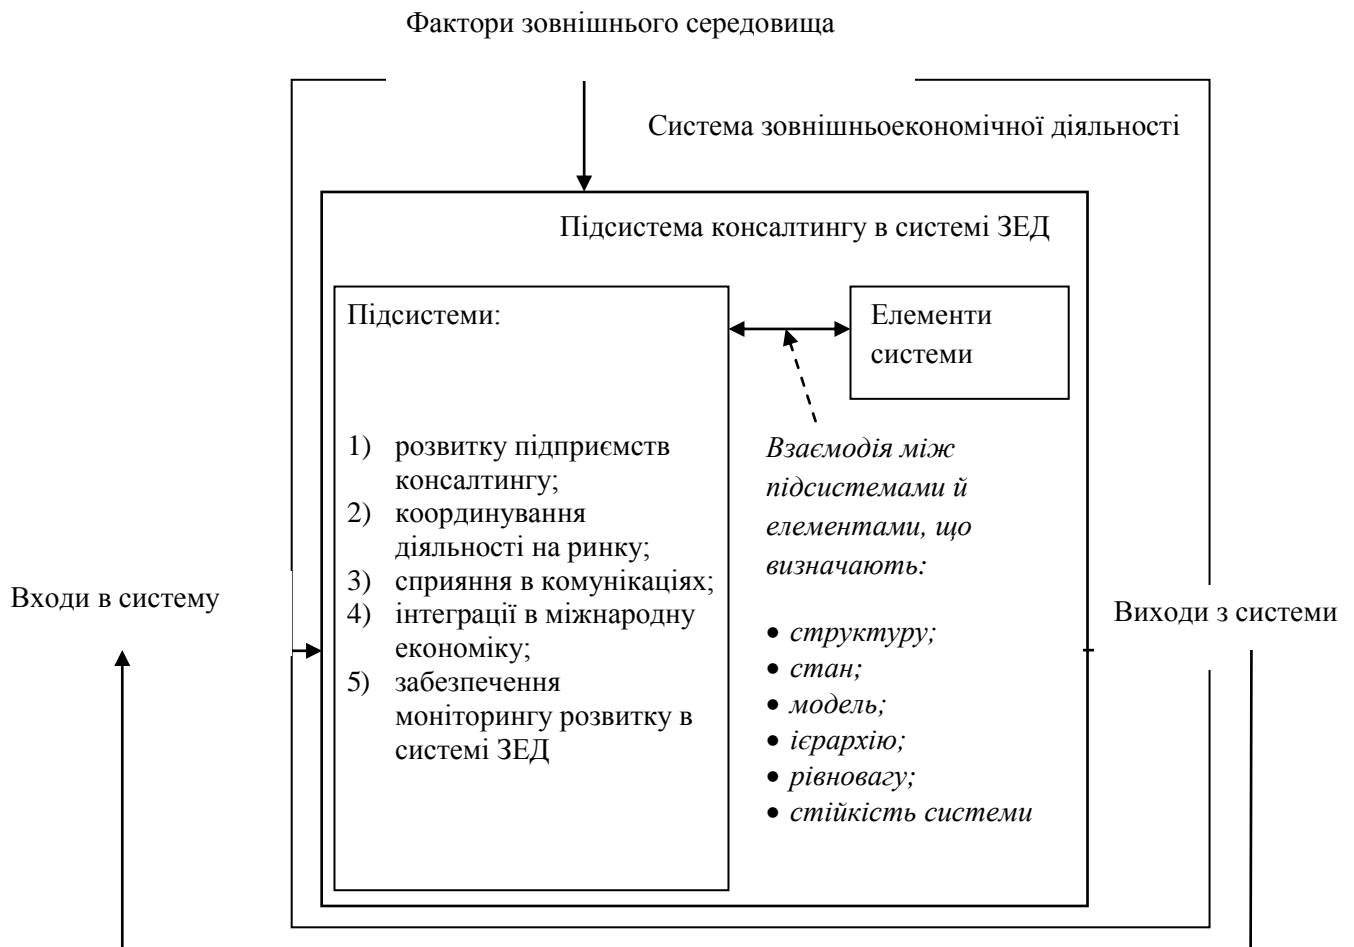 Фактори зовнішнього середовища
Система зовнішньоекономічної діяльності
Підсистема консалтингу в системі ЗЕД
Підсистеми:
1) розвитку підприємств
консалтингу;
2) координування
діяльності на ринку;
3) сприяння в комунікаціях;
4) інтеграції в міжнародну
економіку;
5) забезпечення
моніторингу розвитку в
системі ЗЕД
Елементи
системи
Взаємодія між
підсистемами й
елементами, що
визначають:
• структуру;
• стан;
• модель;
• ієрархію;
• рівновагу;
• стійкість системи
Входи в систему
Виходи з системи